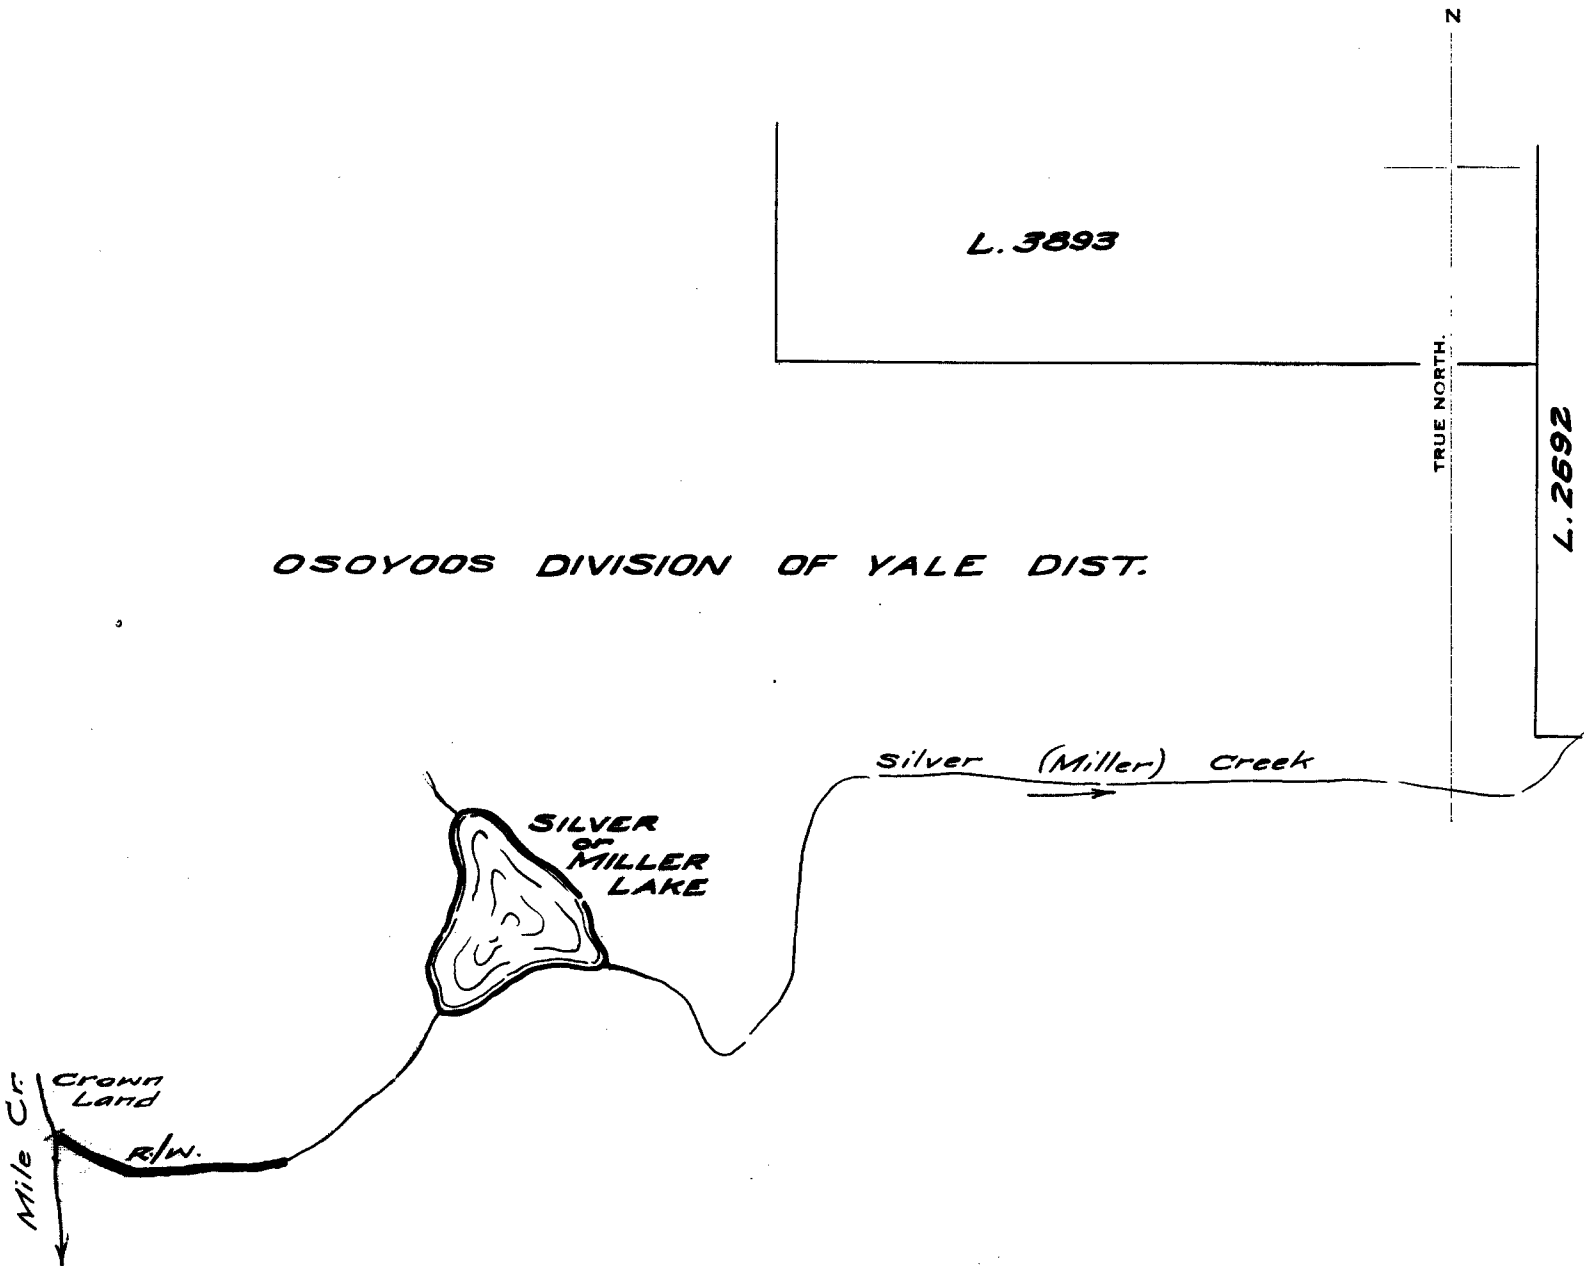 N
L. 3893
TRUE NORTH.
L. 2692
OSOYOOS DIVISION OF YALE DIST.
Silver (Miller) Creek
SILVER
or
MILLER
LAKE
Crown
Land
R/W.
Mile Cr.